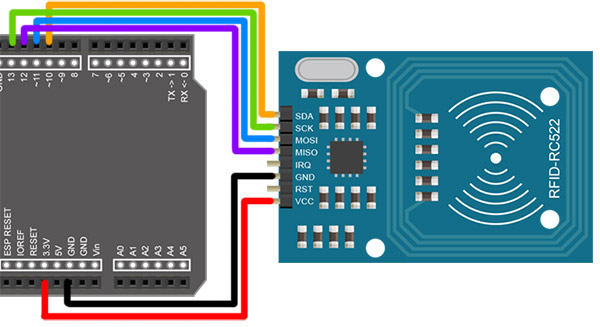 GND
13
12
~11
~10
~9
8
7
~6
~5
4
~3
2
TX -> 1
RX <- 0
ESP RESET
IOREF
RESET
3.3V
5V
GND
GND
Vin
A0
A1
A2
A3
A4
A5
SDA
SCK
MOSI
MISO
IRQ
GND
RST
VCC
RFID-RC522